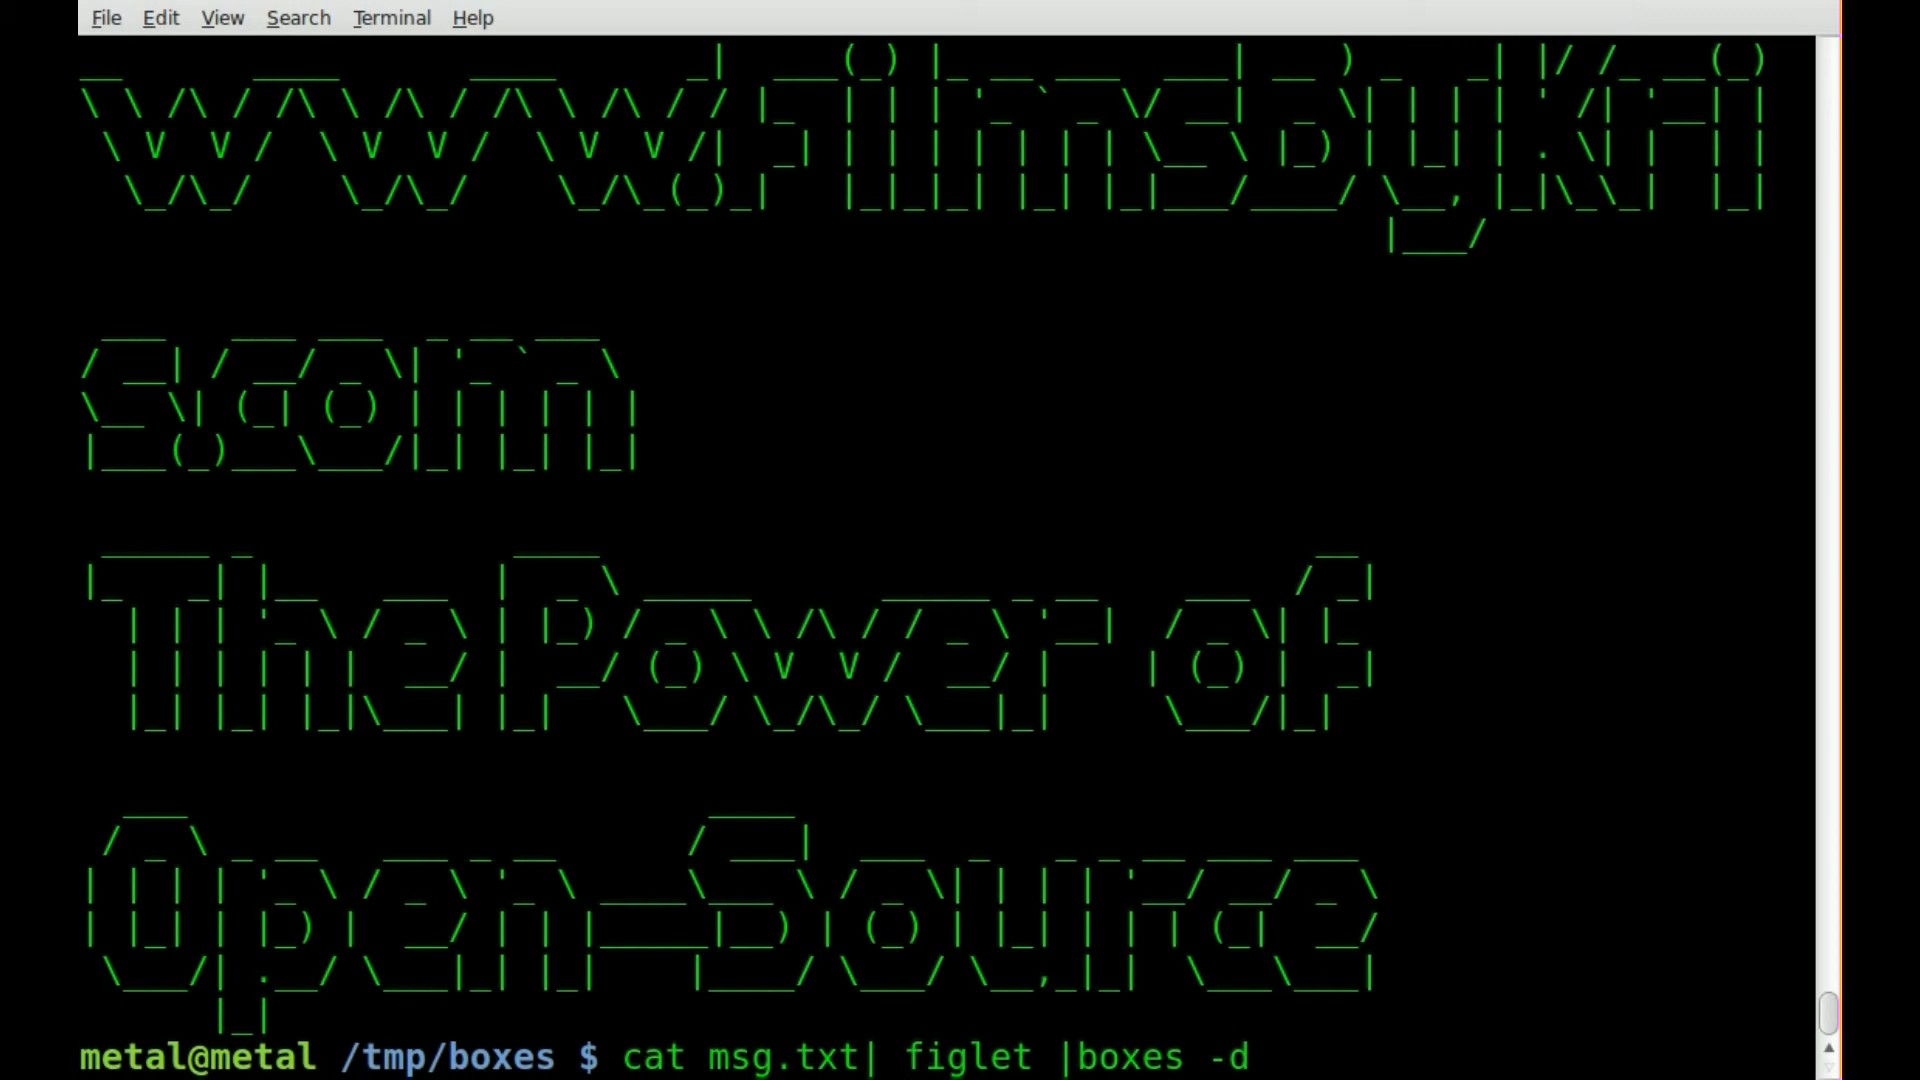 File Edit View Search Terminal Help
www.FilmsByKri
s.com
The Power of
Open-Source
metal@metal /tmp/boxes $ cat msg.txt| figlet |boxes -d